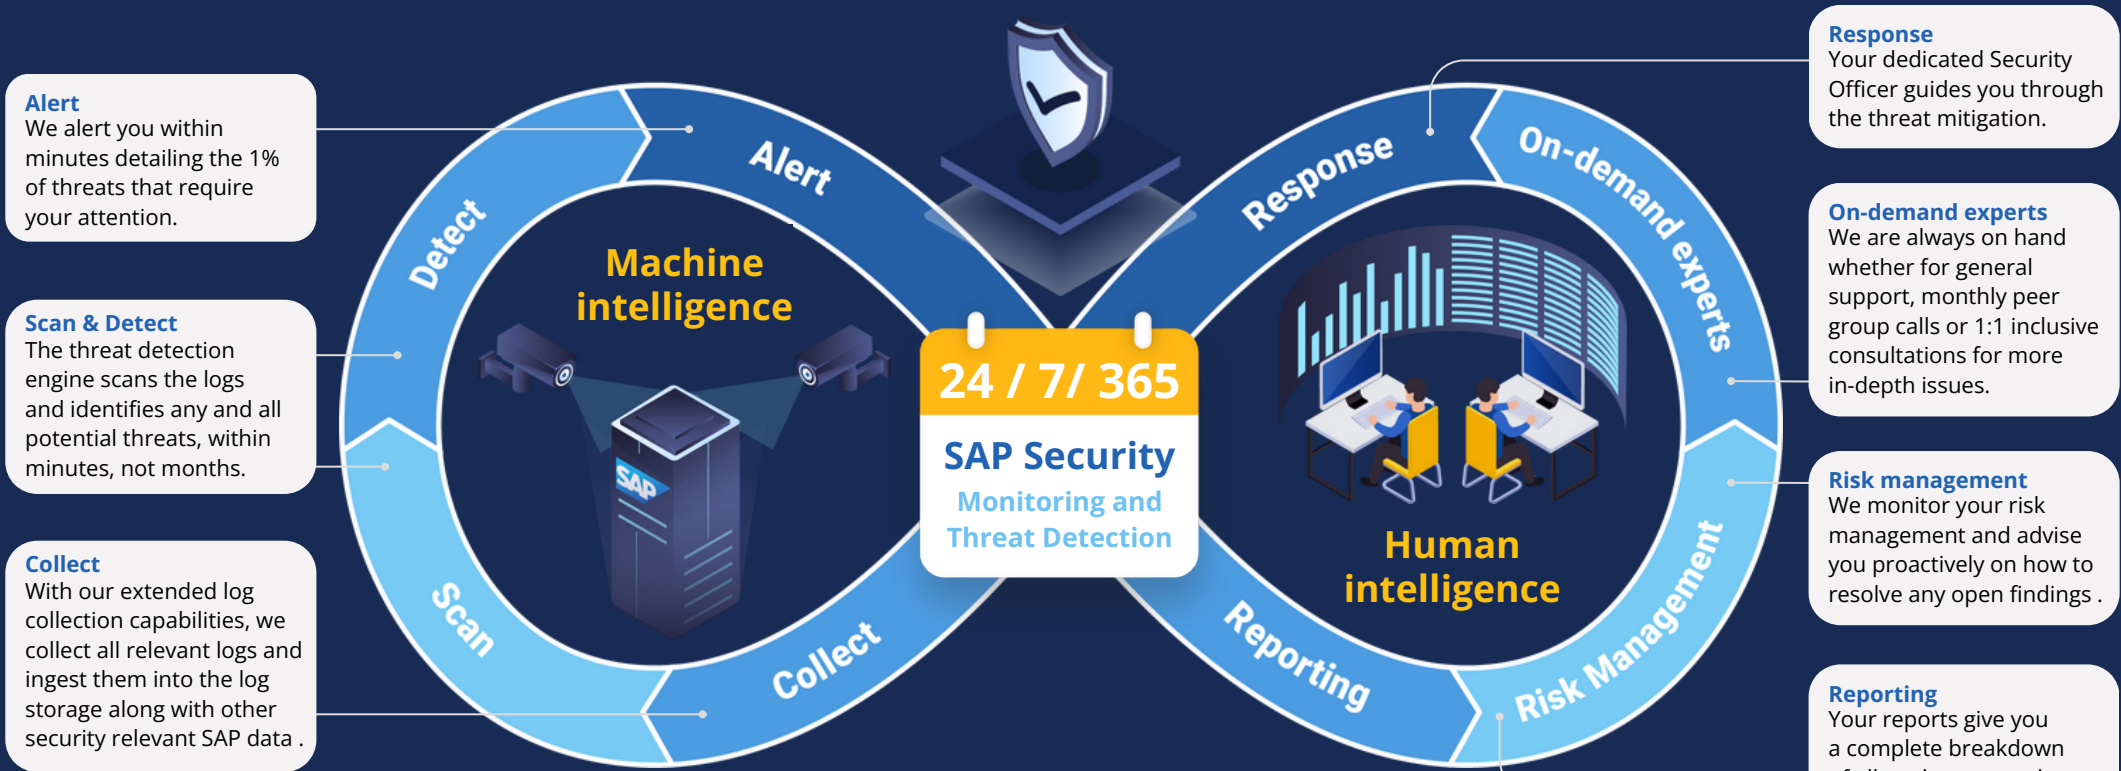 Alert
We alert you within
minutes detailing the 1%
of threats that require
your attention.
Scan & Detect
The threat detection
engine scans the logs
and identifies any and all
potential threats, within
minutes, not months.
Collect
With our extended log
collection capabilities, we
collect all relevant logs and
ingest them into the log
storage along with other
security relevant SAP data .
Alert
Detect
Scan
Collect
Machine
intelligence
SAP
24 / 7/ 365
SAP Security
Monitoring and
Threat Detection
Response
On-demand experts
Risk Management
Reporting
Human
intelligence
Response
Your dedicated Security
Officer guides you through
the threat mitigation.
On-demand experts
We are always on hand
whether for general
support, monthly peer
group calls or 1:1 inclusive
consultations for more
in-depth issues.
Risk management
We monitor your risk
management and advise
you proactively on how to
resolve any open findings .
Reporting
Your reports give you
a complete breakdown